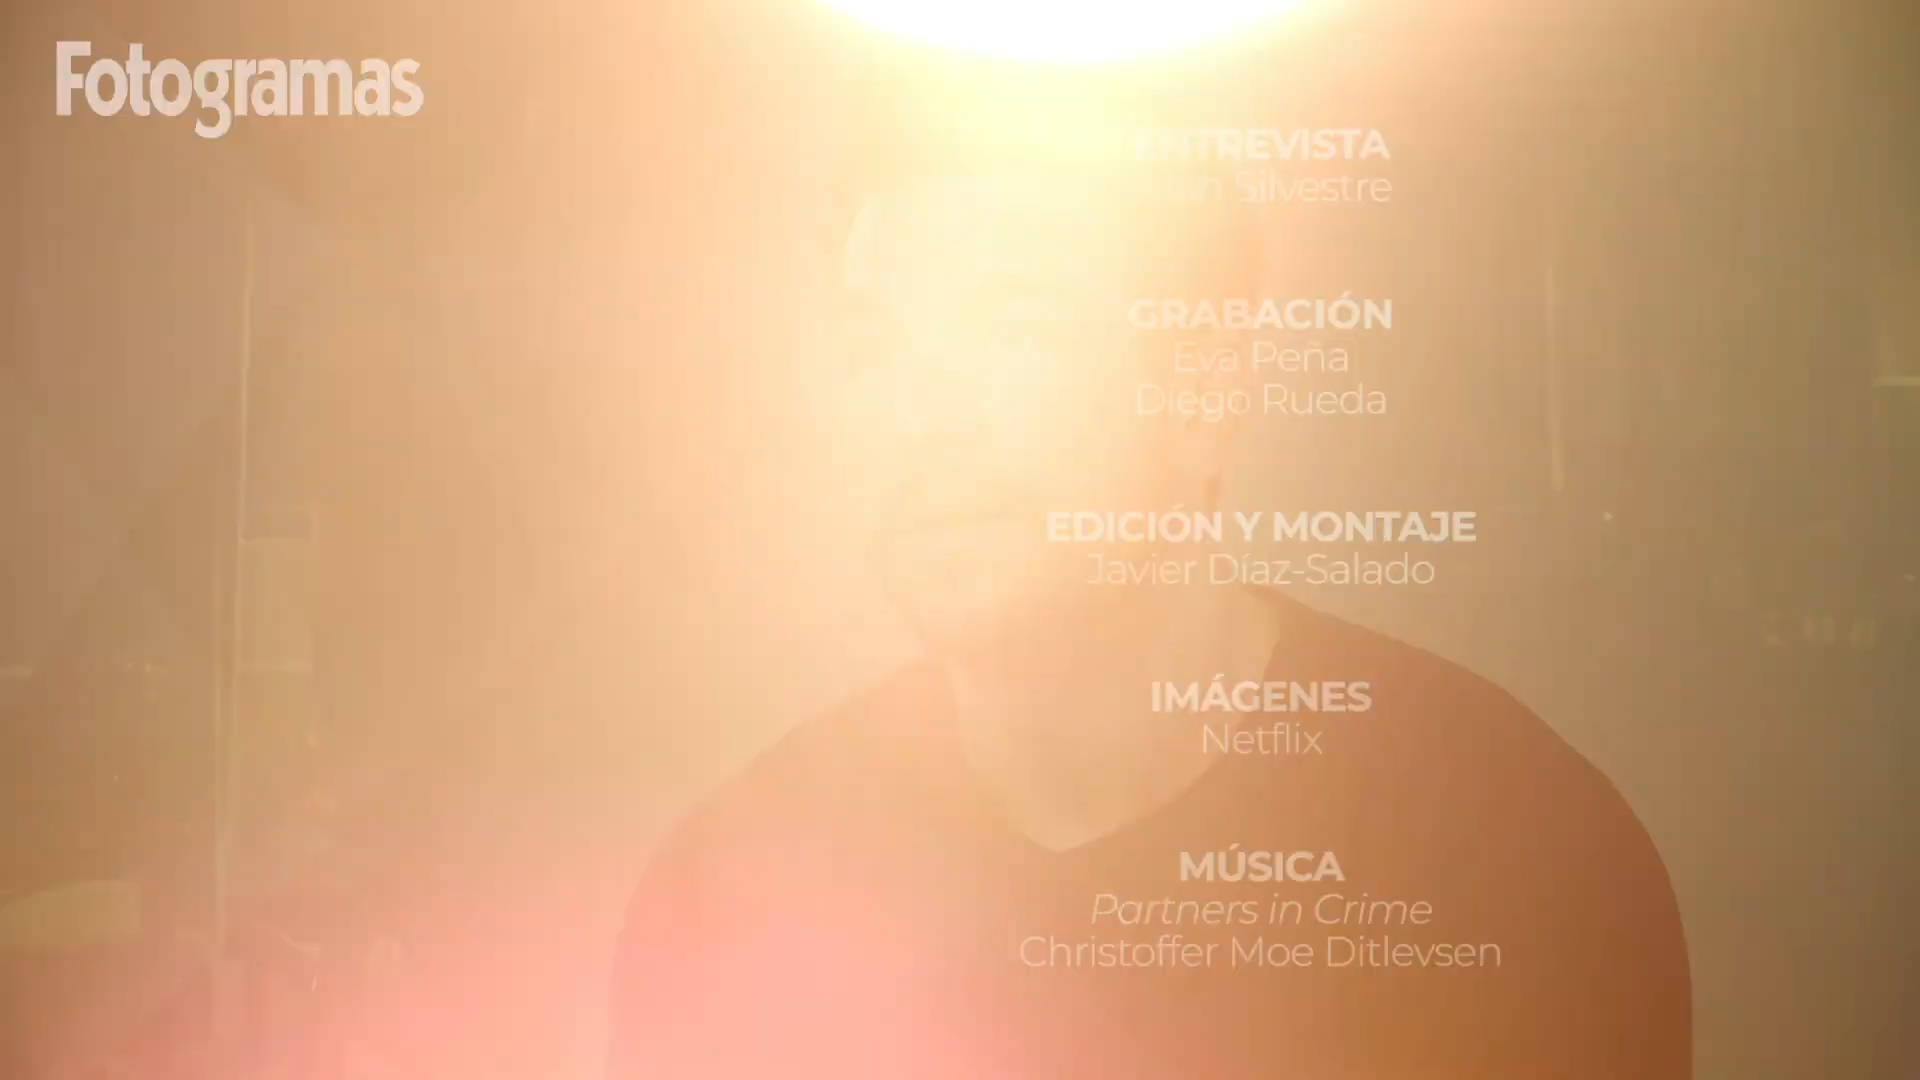 Fotogramas
ENTREVISTA
Silvestre
GRABACIÓN
Eva Peña
Diego Rueda
EDICIÓN Y MONTAJE
Javier Díaz-Salado
IMÁGENES
Netflix
MÚSICA
Partners in Crime
Christoffer Moe Ditlevsen